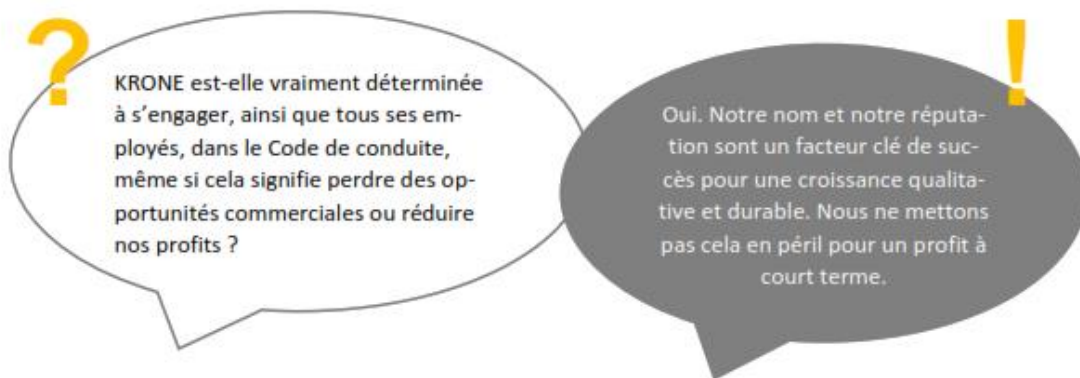 ?
KRONE est-elle vraiment déterminée
à s’engager, ainsi que tous ses em-
ployés, dans le Code de conduite,
même si cela signifie perdre des op-
portunités commerciales ou réduire
nos profits ?
!
Oui. Notre nom et notre réputa-
tion sont un facteur clé de suc-
cès pour une croissance qualita-
tive et durable. Nous ne mettons
pas cela en péril pour un profit à
court terme.